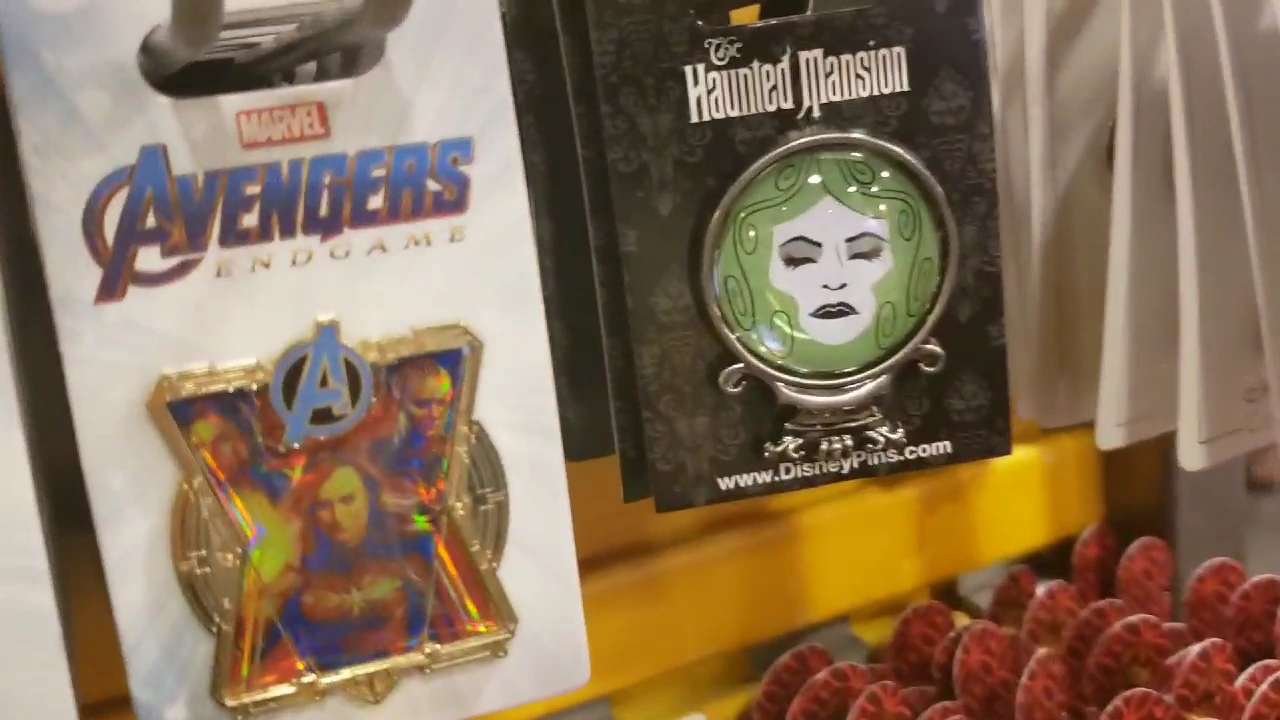 MARVEL
AVENGERS
ENDGAME
A
The
Haunted Mansion
www.DisneyPins.com